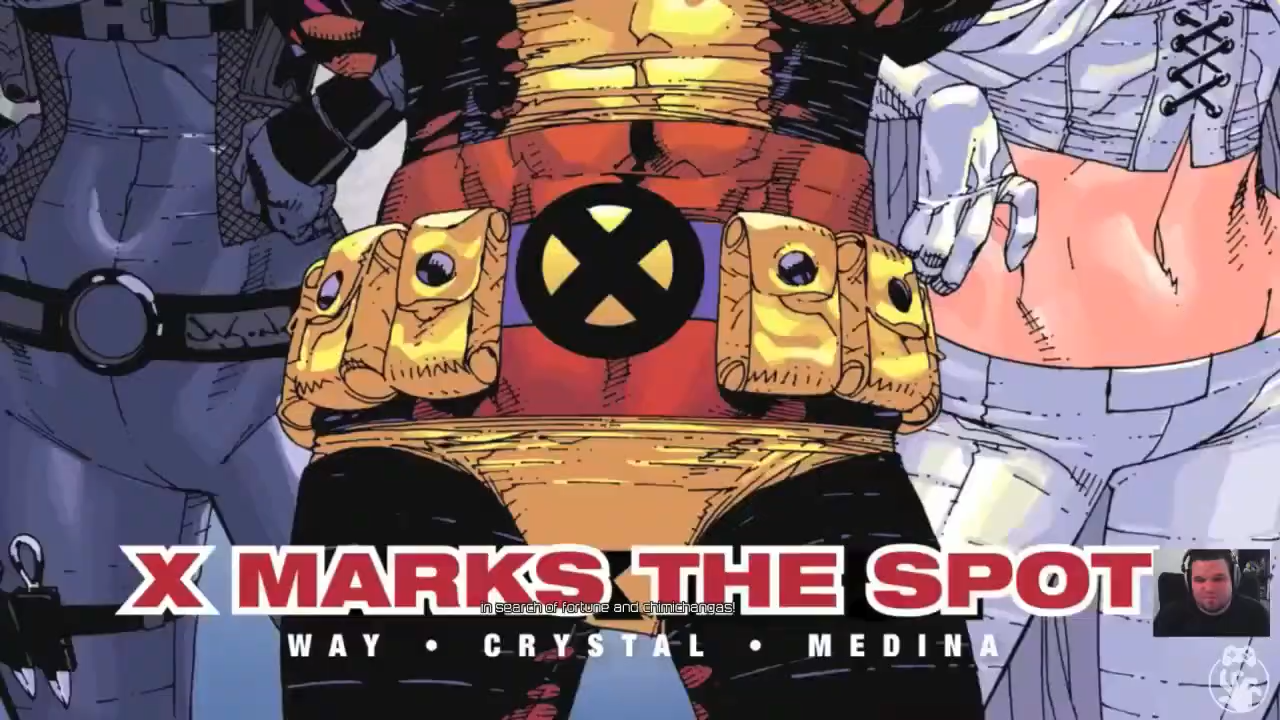 X MARKS THE SPOT
in search of fortune and chimichangas!
WAY • CRYSTAL • MEDINA